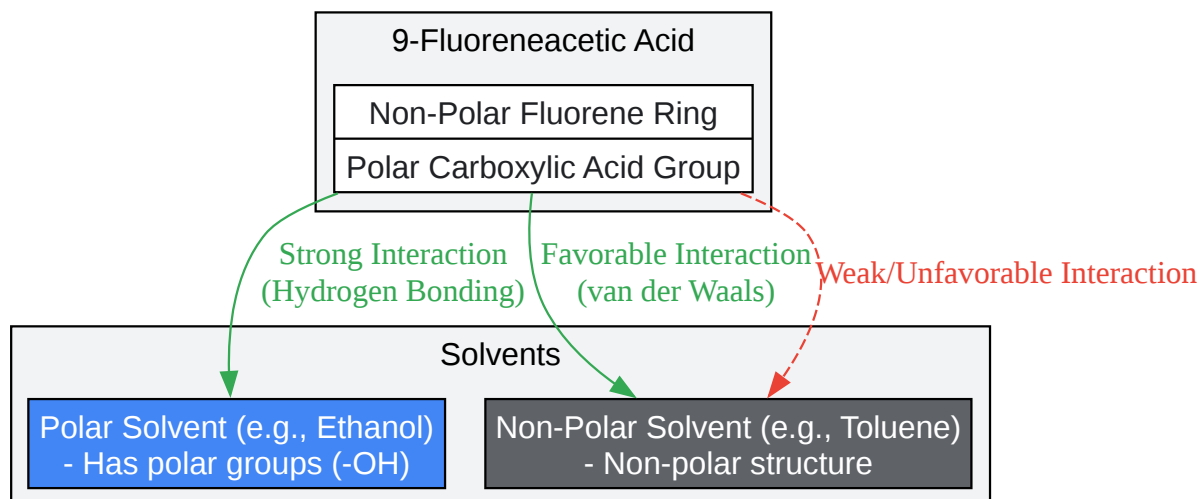 9-Fluoreneacetic Acid
Non-Polar Fluorene Ring
Polar Carboxylic Acid Group
Strong Interaction
(Hydrogen Bonding)
Favorable Interaction
(van der Waals)
Weak/Unfavorable Interaction
Solvents
Polar Solvent (e.g., Ethanol)
- Has polar groups (-OH)
Non-Polar Solvent (e.g., Toluene)
- Non-polar structure